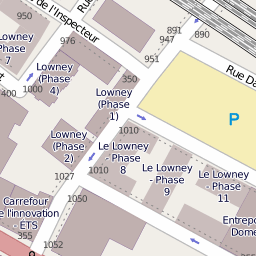 950
Rue
de l'Inspecteur
976
891
947
890
951
Lowney
(Phase
7
Lowney
(Phase
4)
350
1000
Rue Da
Lowney
(Phase
1)
P
1010
Lowney
(Phase
2)
Le Lowney
- Phase
8
Le Lowney
- Phase
9
Le Lowney
- Phase
11
1027
1010
Carrefour
de l'innovation
ETS
1050
Entrepo
Dome
355
1052